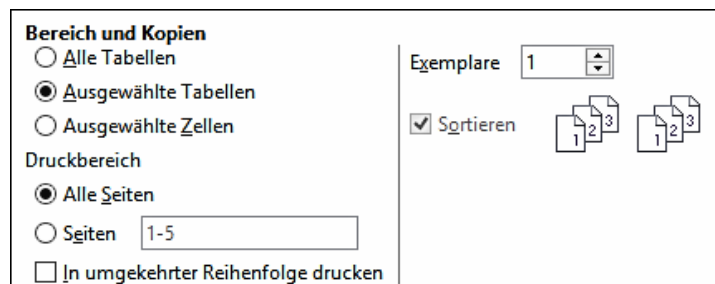 Bereich und Kopien
Alle Tabellen
Ausgewählte Tabellen
Ausgewählte Zellen
Druckbereich
Alle Seiten
Seiten 1-5
In umgekehrter Reihenfolge drucken
Exemplare 1
Sortieren 1 2 3 1 2 3